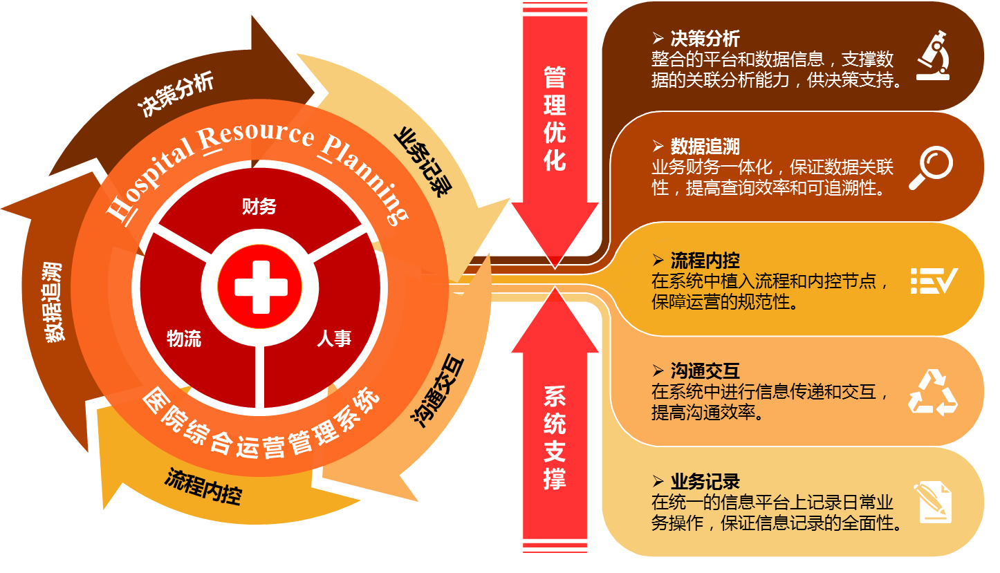 决策分析
业务记录
沟通交互
流程内控
数据追溯
Hospital Resource Planning
医院综合运营管理系统
财务
物流
人事
管理优化
系统支撑
➢ 决策分析
整合的平台和数据信息，支撑数
据的关联分析能力，供决策支持。
➢ 数据追溯
业务财务一体化，保证数据关联
性，提高查询效率和可追溯性。
➢ 流程内控
在系统中植入流程和内控节点，
保障运营的规范性。
➢ 沟通交互
在系统中进行信息传递和交互，
提高沟通效率。
➢ 业务记录
在统一的信息平台上记录日常业
务操作，保证信息记录的全面性。